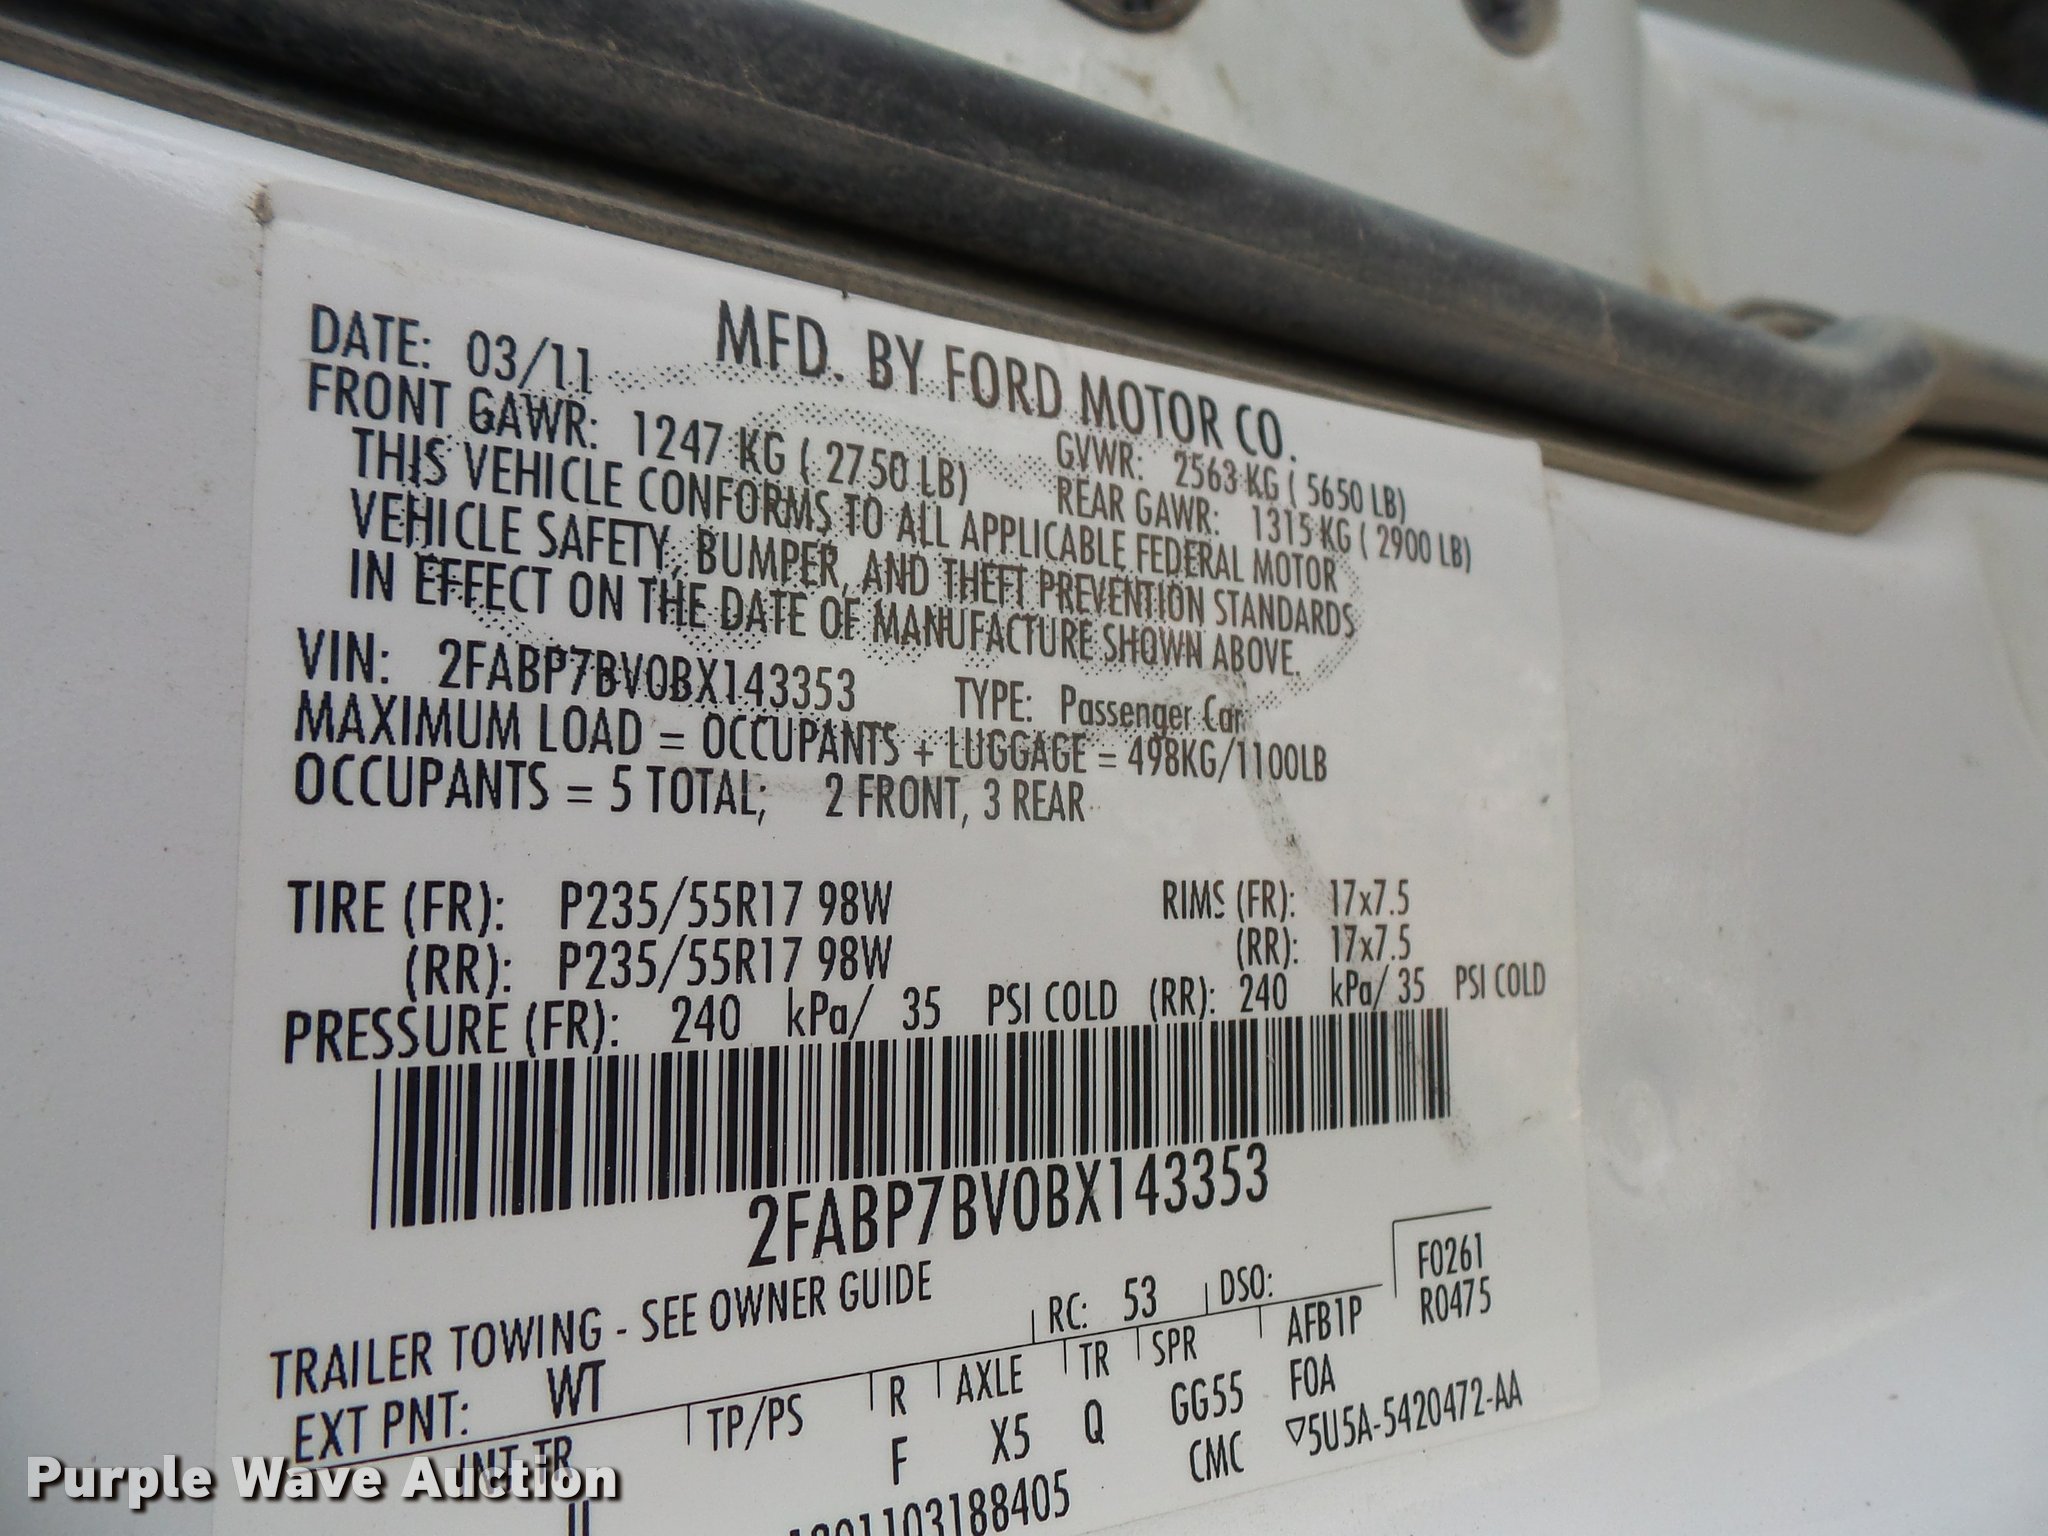 MFD. BY FORD MOTOR CO.
DATE: 03/11 GVWR: 2563 KG ( 5650 LB)
FRONT GAWR: 1247 KG ( 2750 LB) REAR GAWR: 1315 KG ( 2900 LB)
THIS VEHICLE CONFORMS TO ALL APPLICABLE FEDERAL MOTOR
VEHICLE SAFETY, BUMPER, AND THEFT PREVENTION STANDARDS
IN EFFECT ON THE DATE OF MANUFACTURE SHOWN ABOVE.
VIN: 2FABP7BV0BX143353 TYPE: Passenger Car
MAXIMUM LOAD = OCCUPANTS + LUGGAGE = 498KG/1100LB
OCCUPANTS = 5 TOTAL; 2 FRONT, 3 REAR
TIRE (FR): P235/55R17 98W RIMS (FR): 17x7.5
(RR): P235/55R17 98W (RR): 17x7.5
PRESSURE (FR): 240 kPa/ 35 PSI COLD (RR): 240 kPa/ 35 PSI COLD
2FABP7BV0BX143353
TRAILER TOWING - SEE OWNER GUIDE
F0261
EXT PNT: WT RC: 53 DSO: R0475
INT TR TP/PS R AXLE TR SPR AFB1P
F X5 Q GG55 FOA
CMC ▽5U5A-5420472-AA
Purple Wave Auction